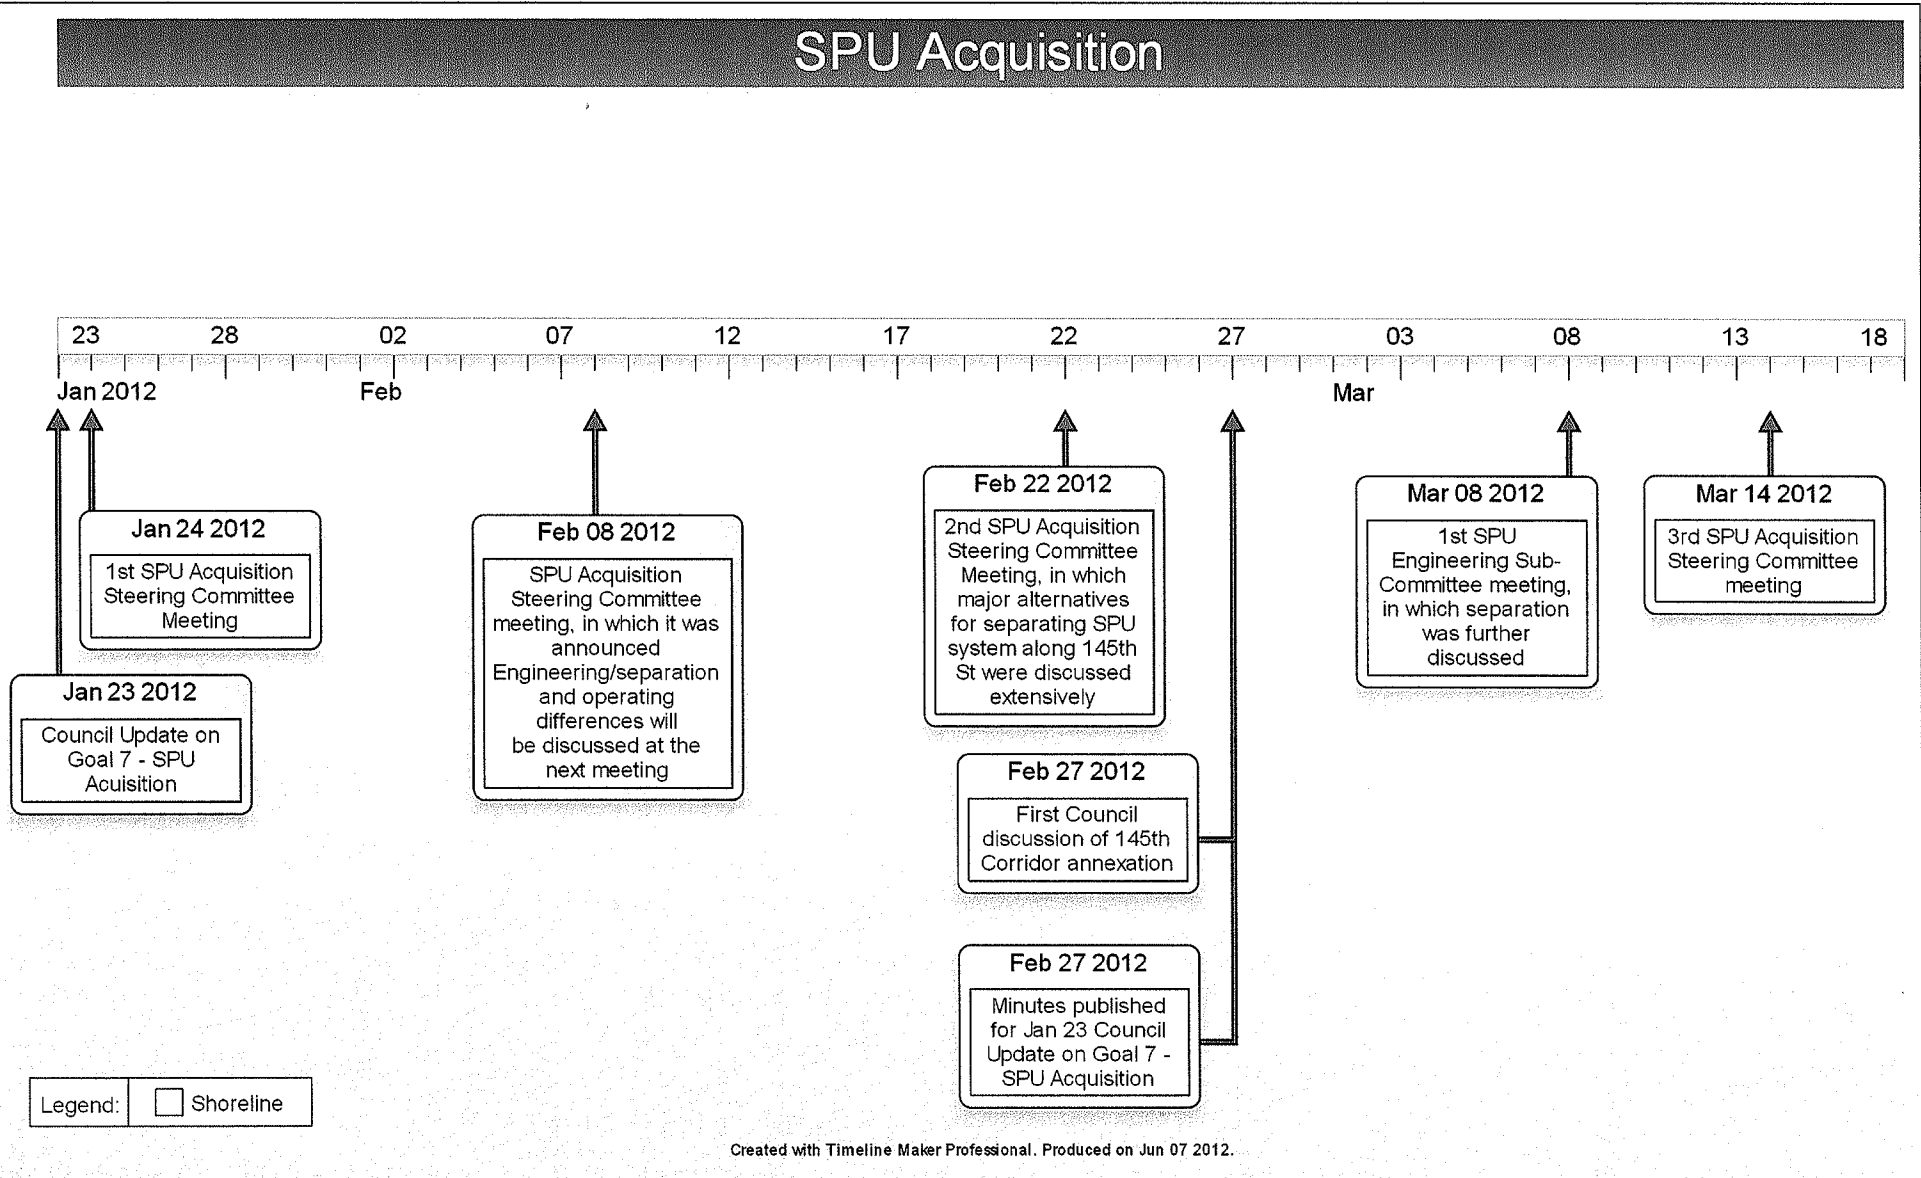 SPU Acquisition
23 28 02 07 12 17 22 27 03 08 13 18
Jan 2012 Feb Mar
Jan 24 2012
1st SPU Acquisition
Steering Committee
Meeting
Jan 23 2012
Council Update on
Goal 7 - SPU
Acuisition
Feb 08 2012
SPU Acquisition
Steering Committee
meeting, in which it was
announced
Engineering/separation
and operating
differences will
be discussed at the
next meeting
Feb 22 2012
2nd SPU Acquisition
Steering Committee
Meeting, in which
major alternatives
for separating SPU
system along 145th
St were discussed
extensively
Feb 27 2012
First Council
discussion of 145th
Corridor annexation
Feb 27 2012
Minutes published
for Jan 23 Council
Update on Goal 7 -
SPU Acquisition
Mar 08 2012
1st SPU
Engineering Sub-
Committee meeting,
in which separation
was further
discussed
Mar 14 2012
3rd SPU Acquisition
Steering Committee
meeting
Legend: Shoreline
Created with Timeline Maker Professional. Produced on Jun 07 2012.